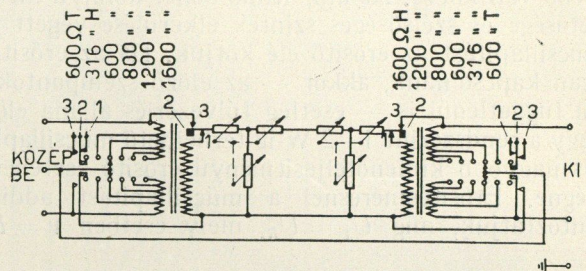 600 Ω T
316 " H
600 "
800 "
1200 "
1600 "
1600 Ω H
1200 "
800 "
600 "
316 "
600 " T
3 2 1
2
3
3
2
1 2 3
KÖZÉP
BE
KI